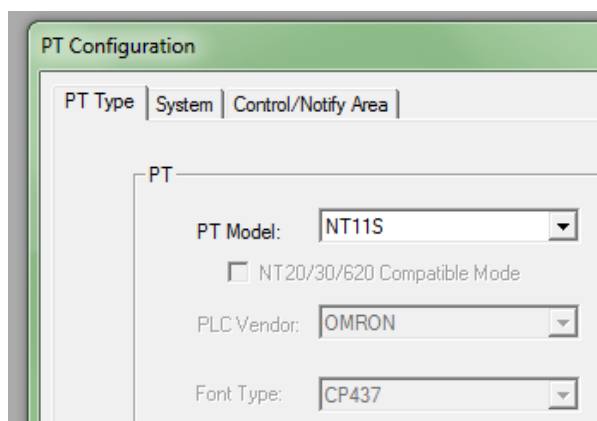 PT Configuration
PT Type System Control/Notify Area
PT
PT Model: NT11S
NT20/30/620 Compatible Mode
PLC Vendor: OMRON
Font Type: CP437